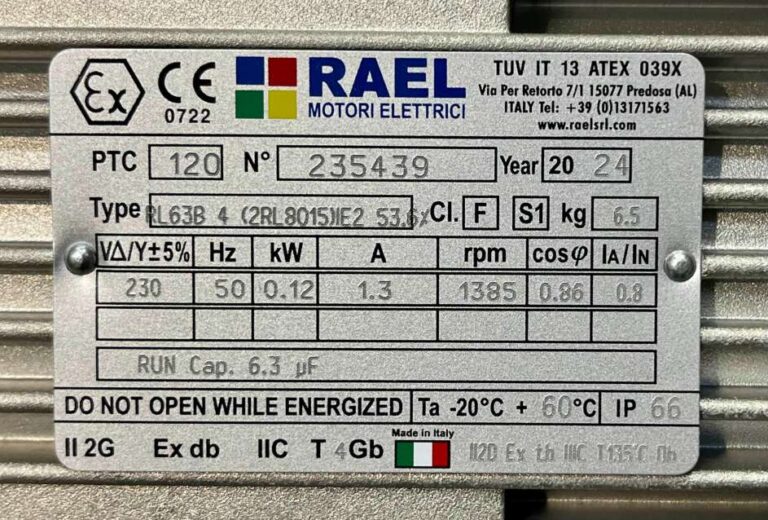 Ex CE 0722 RAEL MOTORI ELETTRICI
TUV IT 13 ATEX 039X
Via Per Retorto 7/1 15077 Predosa (AL)
ITALY Tel: +39 (0)13171563
www.raelsrl.com
PTC 120 N° 235439 Year 20 24
Type RL63B 4 (2RL8015)IE2 53.6% Cl. F S1 kg 6.5
VΔ/Y±5% Hz kW A rpm cosφ IA/IN
230 50 0.12 1.3 1385 0.86 0.8
RUN Cap. 6.3 µF
DO NOT OPEN WHILE ENERGIZED Ta -20°C + 60°C IP 66
Made in Italy
II 2G Ex db IIC T 4Gb II2D Ex tb IIIC T135°C Db